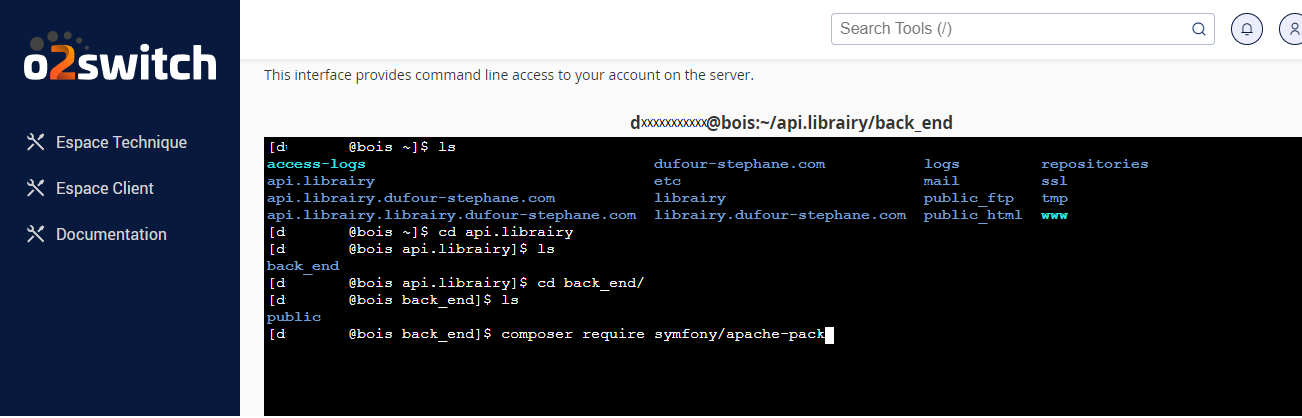 o2switch
Search Tools (/)
Espace Technique
Espace Client
Documentation
This interface provides command line access to your account on the server.
dxxxxxxxxxxx@bois:~/api.librairy/back_end
[d @bois ~]$ ls
access-logs dufour-stephane.com logs repositories
api.librairy etc mail ssl
api.librairy.dufour-stephane.com librairy public_ftp tmp
api.librairy.librairy.dufour-stephane.com librairy.dufour-stephane.com public_html www
[d @bois ~]$ cd api.librairy
[d @bois api.librairy]$ ls
back_end
[d @bois api.librairy]$ cd back_end/
[d @bois back_end]$ ls
public
[d @bois back_end]$ composer require symfony/apache-pack